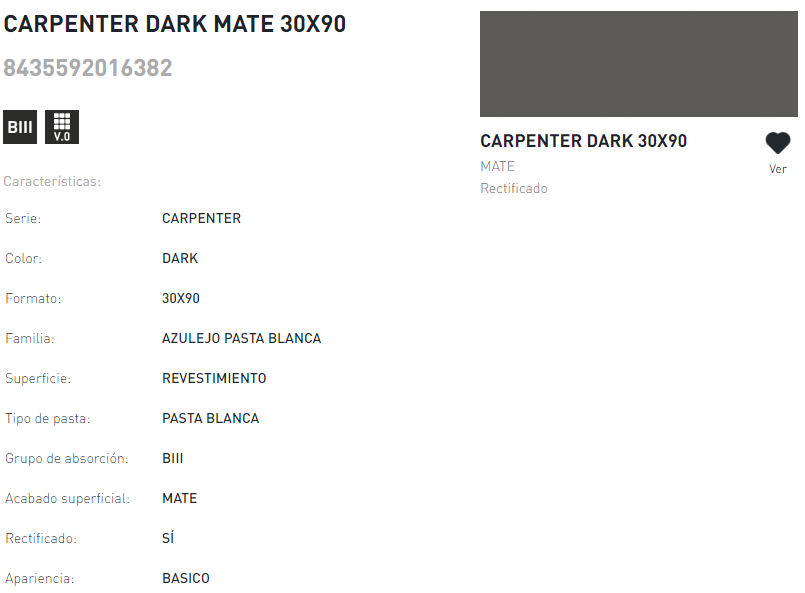 CARPENTER DARK MATE 30X90
8435592016382
BIII
V.0
Características:
Serie: CARPENTER
Color: DARK
Formato: 30X90
Familia: AZULEJO PASTA BLANCA
Superficie: REVESTIMIENTO
Tipo de pasta: PASTA BLANCA
Grupo de absorción: BIII
Acabado superficial: MATE
Rectificado: SÍ
Apariencia: BASICO
CARPENTER DARK 30X90
MATE
Rectificado
Ver